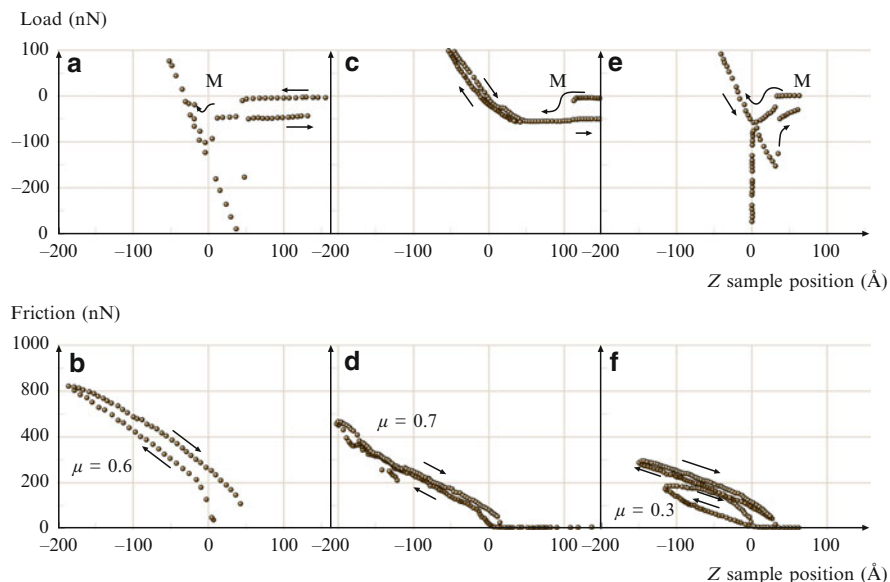 Load (nN)
100
0
–100
–200
0
a
M
c
M
e
M
–200
–100
0
100
–200
–100
0
100
–200
–100
0
100
Z sample position (Å)
Friction (nN)
1000
800
400
200
0
b
μ = 0.6
d
μ = 0.7
f
μ = 0.3
–200
–100
0
100
–200
–100
0
100
–200
–100
0
100
Z sample position (Å)